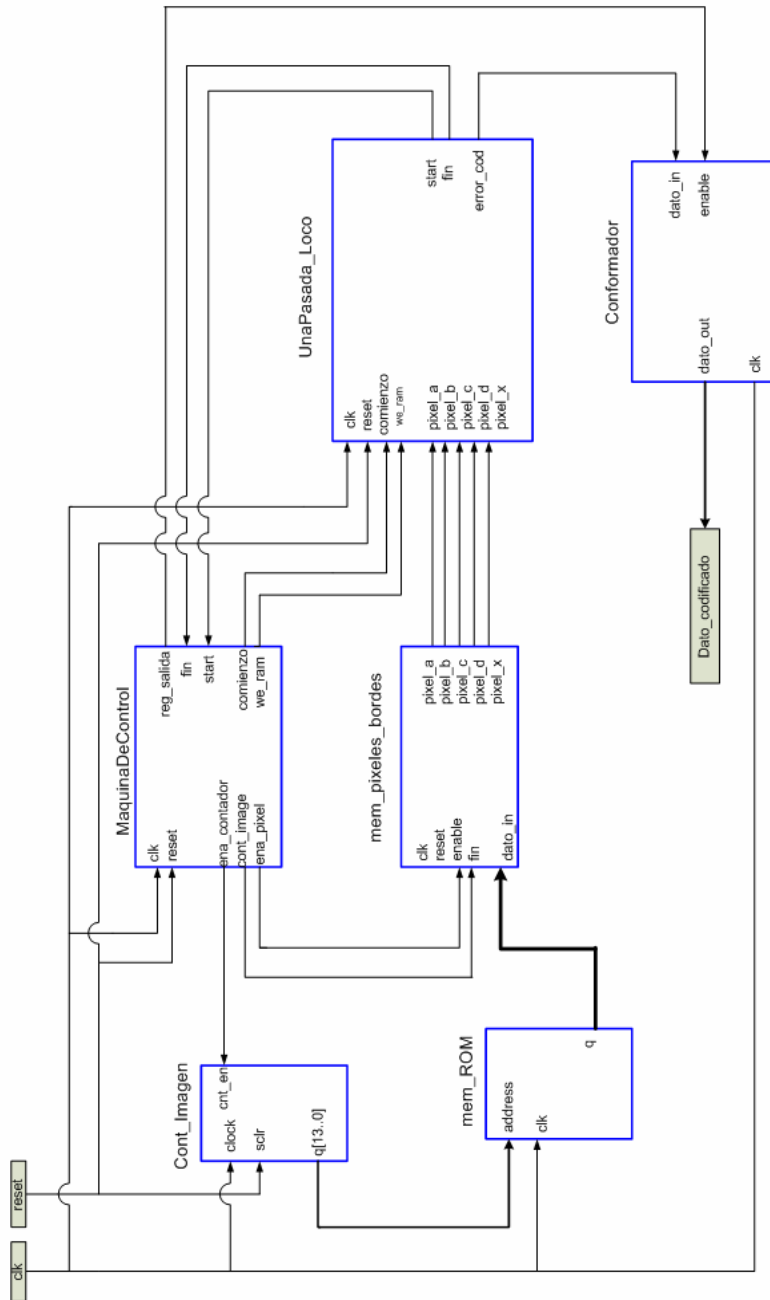 clk
reset
Cont_Imagen
clock
cnt_en
sclr
q[13..0]
mem_ROM
address
clk
q
MaquinaDeControl
clk
reset
ena_contador
cont_image
ena_pixel
reg_salida
fin
start
comienzo
we_ram
mem_pixeles_bordes
clk
reset
enable
fin
dato_in
pixel_a
pixel_b
pixel_c
pixel_d
pixel_x
UnaPasada_Loco
clk
reset
comienzo
we_ram
pixel_a
pixel_b
pixel_c
pixel_d
pixel_x
start
fin
error_cod
Conformador
dato_in
enable
dato_out
clk
Dato_codificado